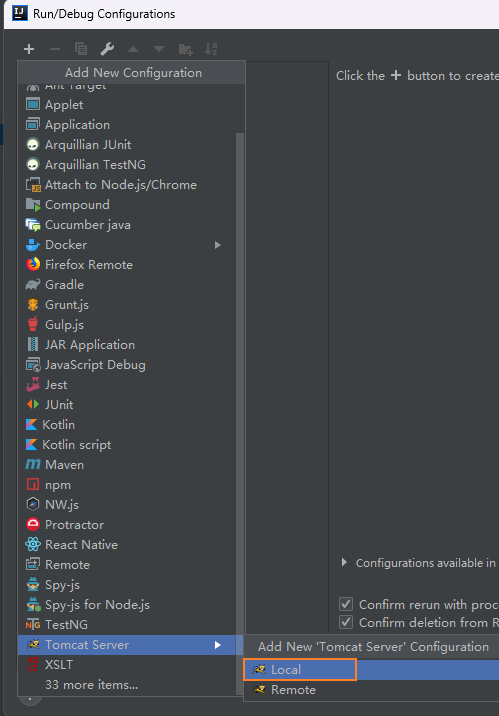 Run/Debug Configurations
Add New Configuration
Click the + button to create
Ant Target
Applet
Application
Arquillian JUnit
Arquillian TestNG
Attach to Node.js/Chrome
Compound
Cucumber java
Docker
Firefox Remote
Gradle
Grunt.js
Gulp.js
JAR Application
JavaScript Debug
Jest
JUnit
Kotlin
Kotlin script
Maven
npm
NW.js
Protractor
React Native
Configurations available in
Remote
Spy-js
Spy-js for Node.js
Confirm rerun with proc
TestNG
Confirm deletion from R
Tomcat Server
Add New 'Tomcat Server' Configuration
XSLT
Local
33 more items...
Remote